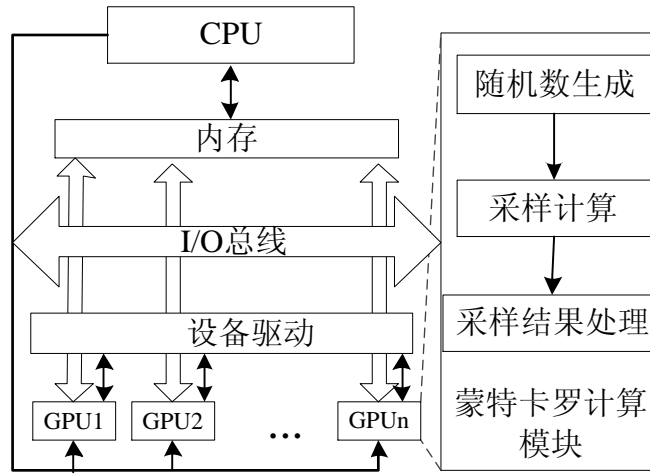 CPU
内存
I/O总线
设备驱动
GPU1
GPU2
...
GPUn
随机数生成
采样计算
采样结果处理
蒙特卡罗计算
模块